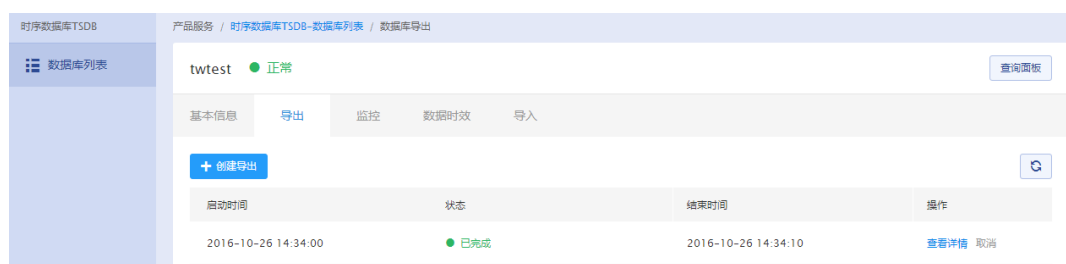 时序数据库TSDB
产品服务 / 时序数据库TSDB-数据库列表 / 数据库导出
数据库列表
twtest 正常
查询面板
基本信息 导出 监控 数据时效 导入
+ 创建导出
启动时间 状态 结束时间 操作
2016-10-26 14:34:00 已完成 2016-10-26 14:34:10 查看详情 取消